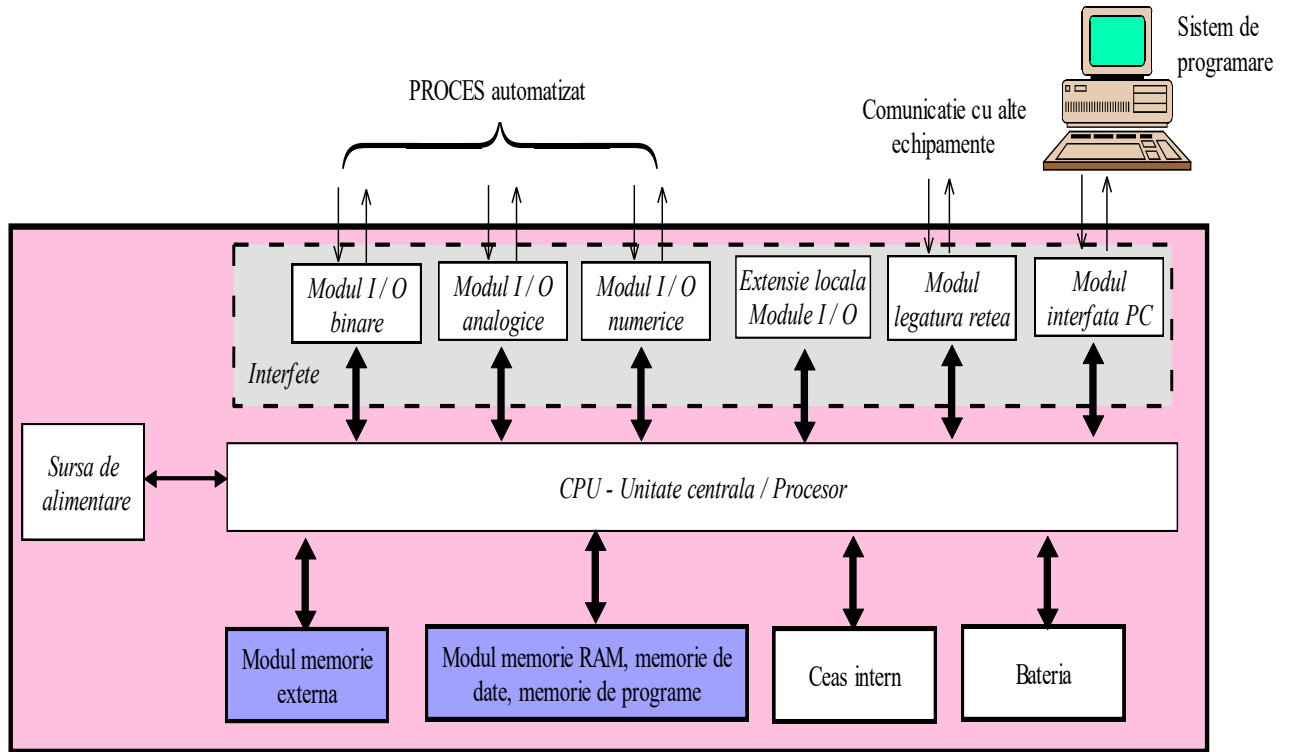 Sistem de
programare
PROCES automatizat
Comunicatie cu alte
echipamente
Modul I / O
binare
Modul I / O
analogice
Modul I / O
numerice
Extensie locala
Module I / O
Modul
legatura retea
Modul
interfata PC
Interfete
Sursa de
alimentare
CPU - Unitate centrala / Procesor
Modul memorie
externa
Modul memorie RAM, memorie de
date, memorie de programe
Ceas intern
Bateria